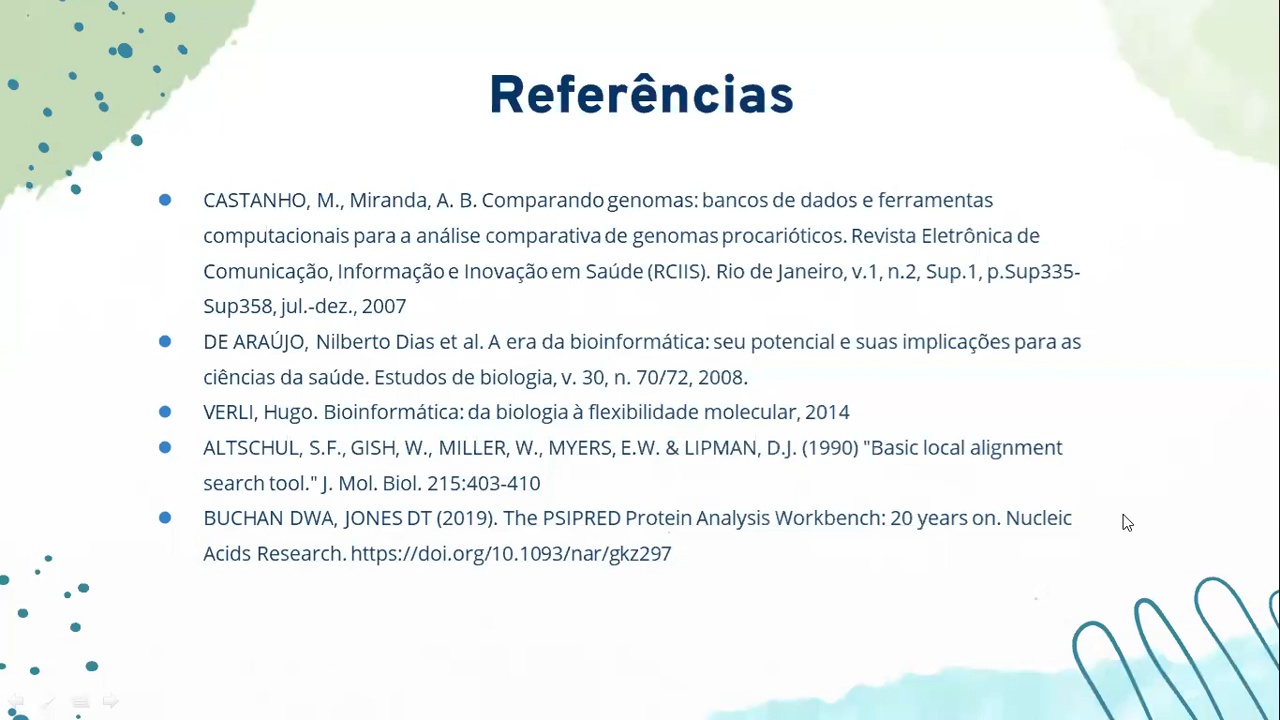 Referências
CASTANHO, M., Miranda, A. B. Comparando genomas: bancos de dados e ferramentas
computacionais para a análise comparativa de genomas procarióticos. Revista Eletrônica de
Comunicação, Informação e Inovação em Saúde (RCIIS). Rio de Janeiro, v.1, n.2, Sup.1, p.Sup335-
Sup358, jul.-dez., 2007
DE ARAÚJO, Nilberto Dias et al. A era da bioinformática: seu potencial e suas implicações para as
ciências da saúde. Estudos de biologia, v. 30, n. 70/72, 2008.
VERLI, Hugo. Bioinformática: da biologia à flexibilidade molecular, 2014
ALTSCHUL, S.F., GISH, W., MILLER, W., MYERS, E.W. & LIPMAN, D.J. (1990) "Basic local alignment
search tool." J. Mol. Biol. 215:403-410
BUCHAN DWA, JONES DT (2019). The PSIPRED Protein Analysis Workbench: 20 years on. Nucleic
Acids Research. https://doi.org/10.1093/nar/gkz297